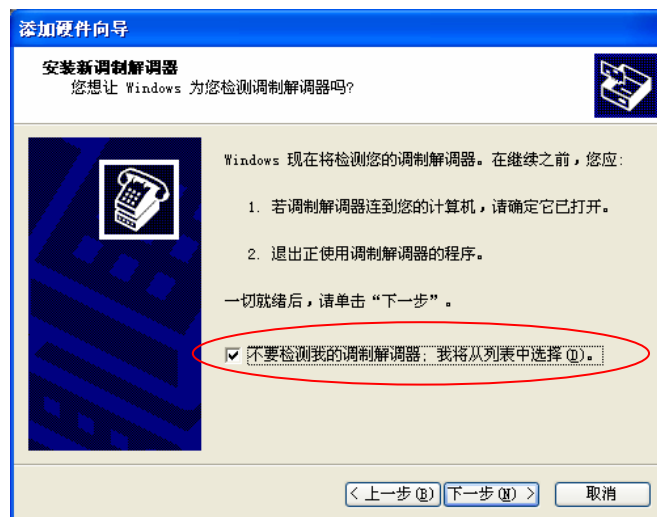 添加硬件向导
安装新调制解调器
您想让 Windows 为您检测调制解调器吗?
Windows 现在将检测您的调制解调器。在继续之前，您应:
1. 若调制解调器连到您的计算机，请确定它已打开。
2. 退出正使用调制解调器的程序。
一切就绪后，请单击“下一步”。
不要检测我的调制解调器; 我将从列表中选择(D)。
< 上一步(B) 下一步(N) > 取消